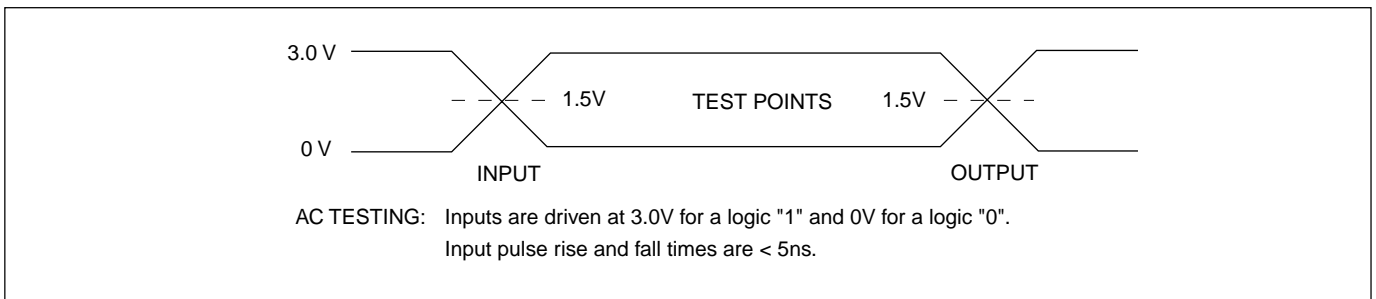 3.0 V
1.5V TEST POINTS 1.5V
0 V
INPUT OUTPUT
AC TESTING: Inputs are driven at 3.0V for a logic "1" and 0V for a logic "0".
Input pulse rise and fall times are < 5ns.